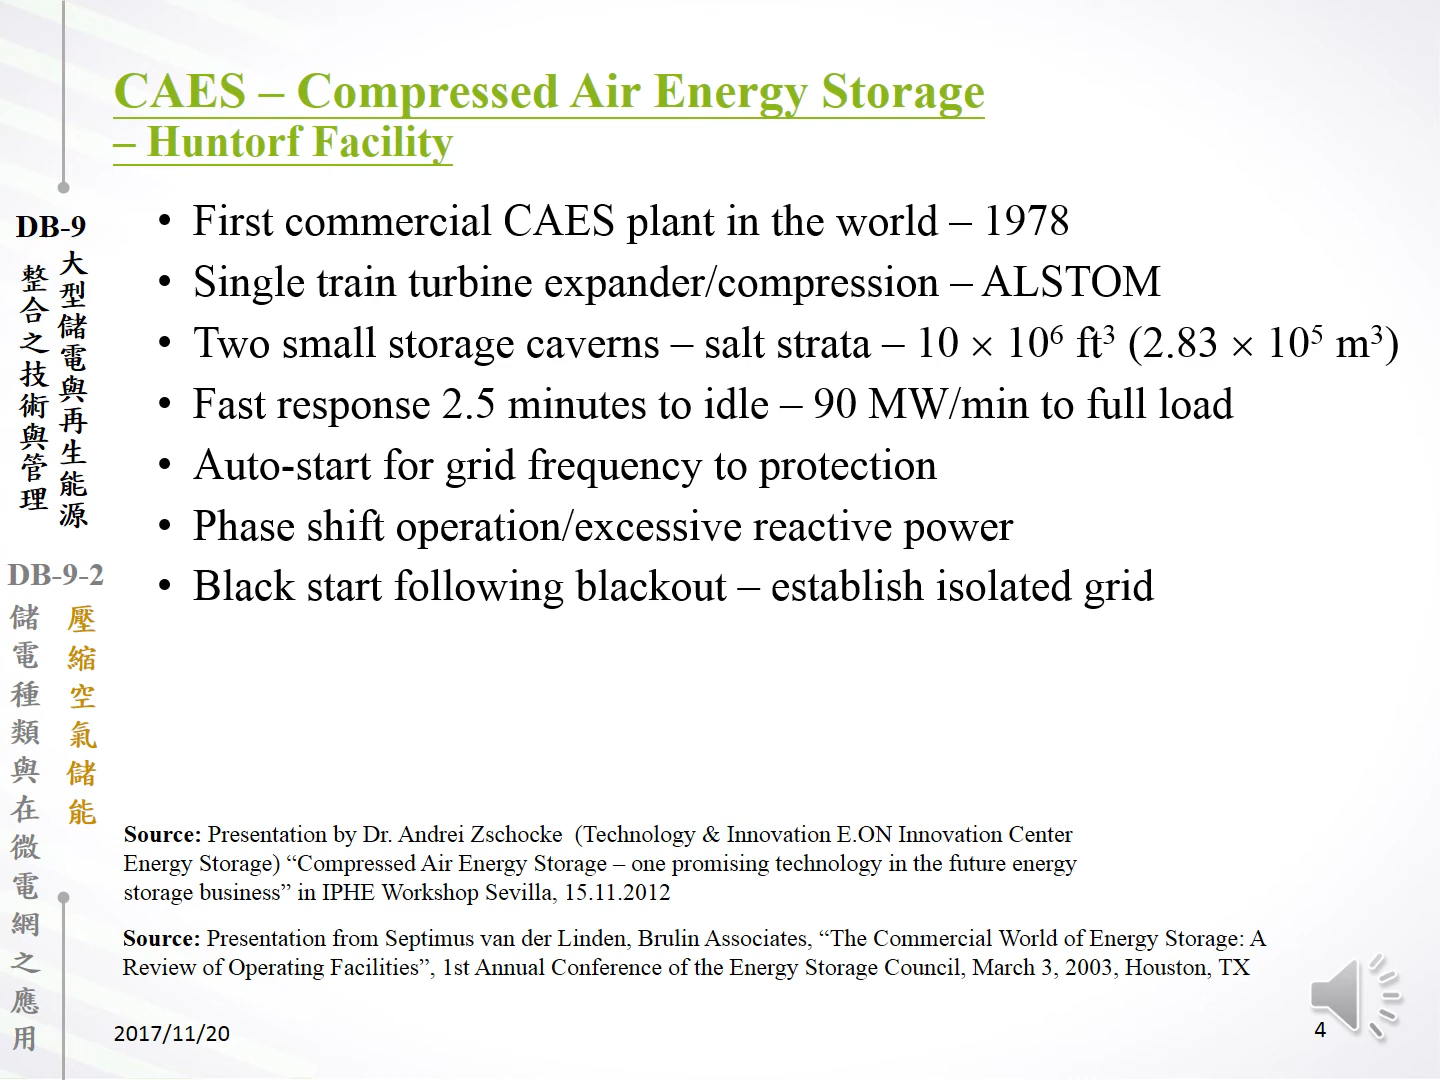 CAES – Compressed Air Energy Storage
– Huntorf Facility
DB-9
大型儲電與再生能源
整合之技術與管理
DB-9-2
儲電種類與在微電網之應用
壓縮空氣儲能
• First commercial CAES plant in the world – 1978
• Single train turbine expander/compression – ALSTOM
• Two small storage caverns – salt strata – 10 × 10⁶ ft³ (2.83 × 10⁵ m³)
• Fast response 2.5 minutes to idle – 90 MW/min to full load
• Auto-start for grid frequency to protection
• Phase shift operation/excessive reactive power
• Black start following blackout – establish isolated grid
Source: Presentation by Dr. Andrei Zschocke (Technology & Innovation E.ON Innovation Center
Energy Storage) “Compressed Air Energy Storage – one promising technology in the future energy
storage business” in IPHE Workshop Sevilla, 15.11.2012
Source: Presentation from Septimus van der Linden, Brulin Associates, “The Commercial World of Energy Storage: A
Review of Operating Facilities”, 1st Annual Conference of the Energy Storage Council, March 3, 2003, Houston, TX
2017/11/20
4